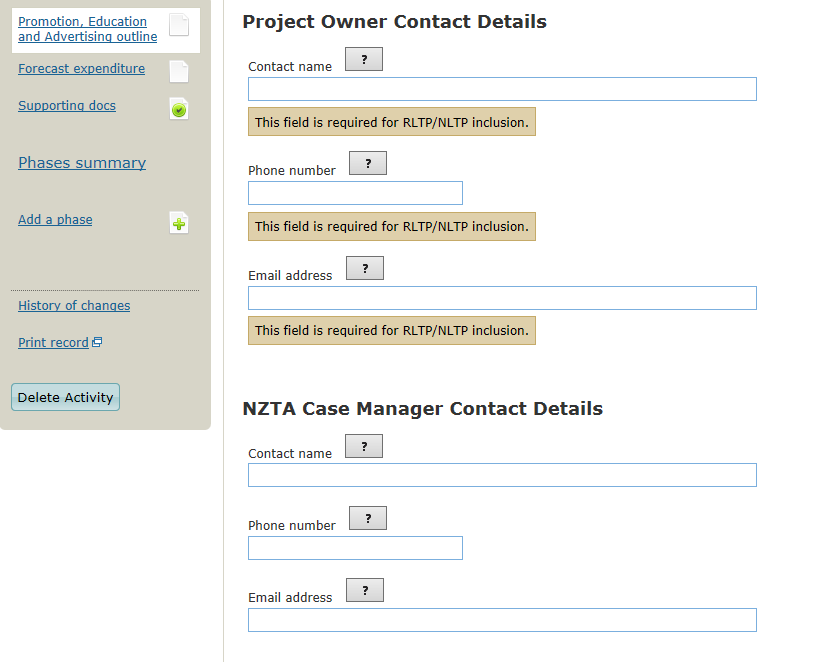 Promotion, Education
and Advertising outline
Forecast expenditure
Supporting docs
Phases summary
Add a phase
History of changes
Print record
Delete Activity
Project Owner Contact Details
Contact name ?
This field is required for RLTP/NLTP inclusion.
Phone number ?
This field is required for RLTP/NLTP inclusion.
Email address ?
This field is required for RLTP/NLTP inclusion.
NZTA Case Manager Contact Details
Contact name ?
Phone number ?
Email address ?